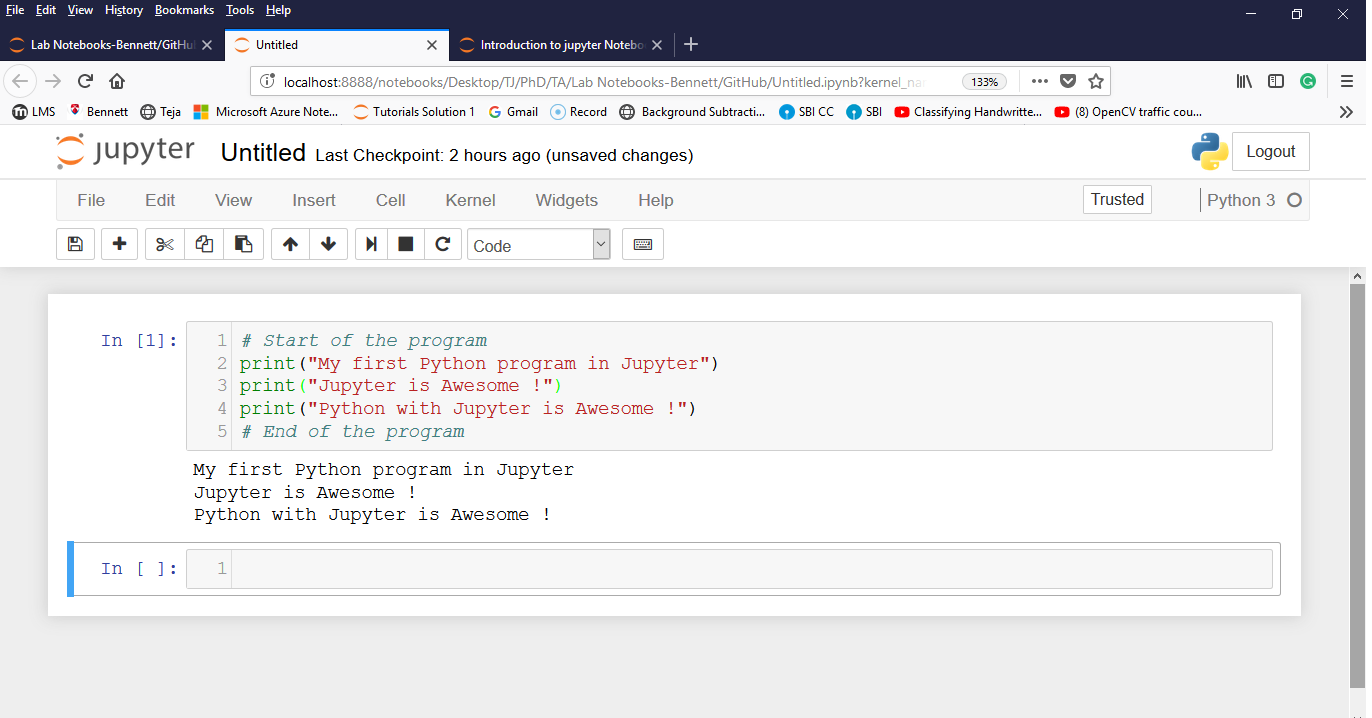 File Edit View History Bookmarks Tools Help
Lab Notebooks-Bennett/GitHu Untitled Introduction to jupyter Notebo
localhost:8888/notebooks/Desktop/TJ/PhD/TA/Lab Notebooks-Bennett/GitHub/Untitled.ipynb?kernel_na 133%
LMS Bennett Teja Microsoft Azure Note... Tutorials Solution 1 Gmail Record Background Subtracti... SBI CC SBI Classifying Handwritte... (8) OpenCV traffic cou...
jupyter Untitled Last Checkpoint: 2 hours ago (unsaved changes) Logout
File Edit View Insert Cell Kernel Widgets Help Trusted Python 3
Code
In [1]: 1 # Start of the program
2 print("My first Python program in Jupyter")
3 print("Jupyter is Awesome !")
4 print("Python with Jupyter is Awesome !")
5 # End of the program
My first Python program in Jupyter
Jupyter is Awesome !
Python with Jupyter is Awesome !
In [ ]: 1